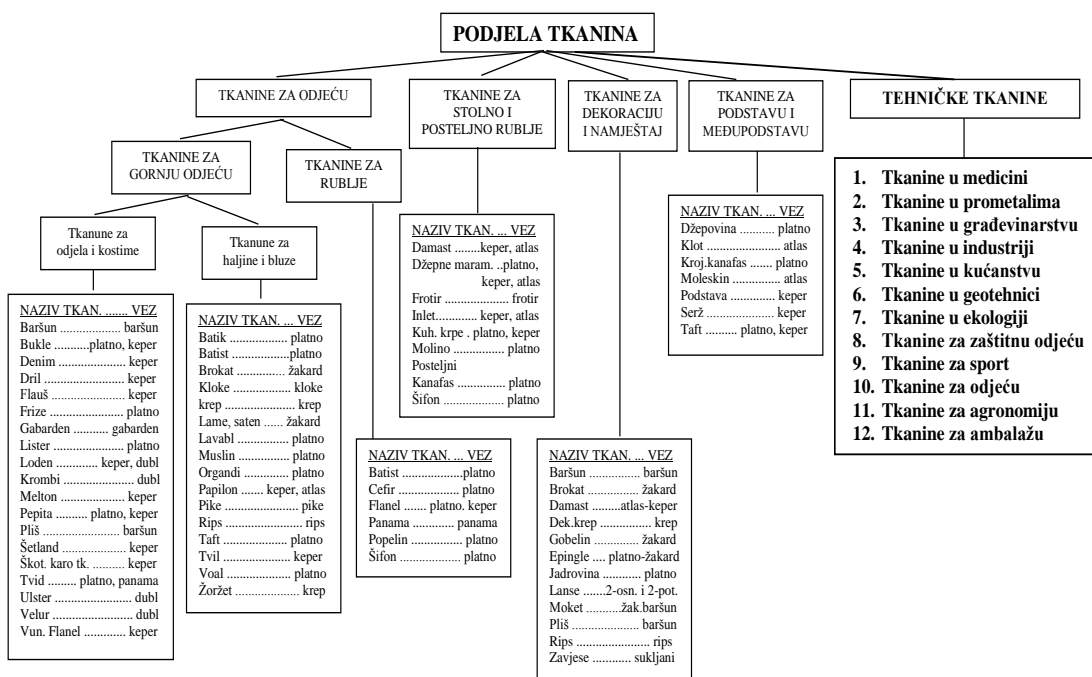 PODJELA TKANINA
TKANINE ZA ODJEĆU
TKANINE ZA
STOLNO I
POSTELJNO RUBLJE
TKANINE ZA
DEKORACIJU
I NAMJEŠTAJ
TKANINE ZA
PODSTAVU I
MEĐUPODSTAVU
TEHNIČKE TKANINE
TKANINE ZA
GORNJU ODJEĆU
TKANINE ZA
RUBLJE
Tkanune za
odjela i kostime
Tkanune za
haljine i bluze
NAZIV TKAN. ....... VEZ
Baršun .................. baršun
Bukle ...........platno, keper
Denim ...................... keper
Dril ........................... keper
Flauš ......................... keper
Frize ......................... platno
Gabarden .......... gabarden
Lister ........................ platno
Loden ............. keper, dubl
Krombi ....................... dubl
Melton ...................... keper
Pepita ........ platno, keper
Pliš ........................ baršun
Šetland .................... keper
Škot. karo tk. .......... keper
Tvid ......... platno, panama
Ulster ........................ dubl
Velur ......................... dubl
Vun. Flanel ............. keper
NAZIV TKAN. ... VEZ
Batik .................. platno
Batist ..................platno
Brokat ............... žakard
Kloke .................. kloke
krep ...................... krep
Lame, saten ...... žakard
Lavabl ................ platno
Muslin ................ platno
Organdi .............. platno
Papilon ....... keper, atlas
Pike ...................... pike
Rips ........................ rips
Taft ..................... platno
Tvil ..................... keper
Voal .................... platno
Žoržet .................... krep
NAZIV TKAN. ... VEZ
Batist ...................platno
Cefir ................... platno
Flanel ...... platno. keper
Panama ............. panama
Popelin ................ platno
Šifon ................... platno
NAZIV TKAN. ... VEZ
Damast ........keper, atlas
Džepne maram. ..platno,
keper, atlas
Frotir .................... frotir
Inlet............. keper, atlas
Kuh. krpe . platno, keper
Molino ................ platno
Posteljni
Kanafas .............. platno
Šifon ................... platno
NAZIV TKAN. ... VEZ
Baršun ................ baršun
Brokat ................ žakard
Damast .........atlas-keper
Dek.krep ................ krep
Gobelin .............. žakard
Epingle .... platno-žakard
Jadrovina ............ platno
Lanse .......2-osn. i 2-pot.
Moket ...........žak.baršun
Pliš ..................... baršun
Rips ....................... rips
Zavjese ............ sukljani
NAZIV TKAN. ... VEZ
Džepovina ........... platno
Klot ...................... atlas
Kroj.kanafas ....... platno
Moleskin ............... atlas
Podstava .............. keper
Serž ...................... keper
Taft ......... platno, keper
1. Tkanine u medicini
2. Tkanine u prometalima
3. Tkanine u građevinarstvu
4. Tkanine u industriji
5. Tkanine u kućanstvu
6. Tkanine u geotehnici
7. Tkanine u ekologiji
8. Tkanine za zaštitnu odjeću
9. Tkanine za sport
10. Tkanine za odjeću
11. Tkanine za agronomiju
12. Tkanine za ambalažu